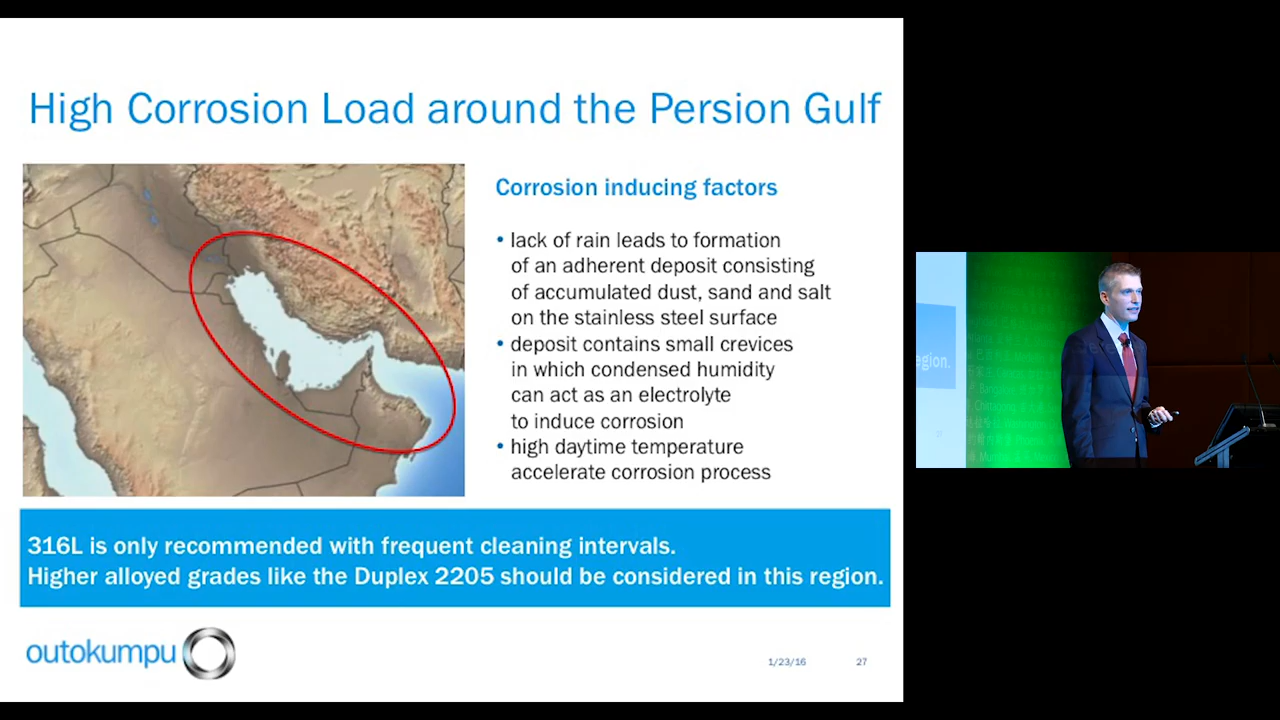 High Corrosion Load around the Persion Gulf
Corrosion inducing factors
• lack of rain leads to formation
of an adherent deposit consisting
of accumulated dust, sand and salt
on the stainless steel surface
• deposit contains small crevices
in which condensed humidity
can act as an electrolyte
to induce corrosion
• high daytime temperature
accelerate corrosion process
316L is only recommended with frequent cleaning intervals.
Higher alloyed grades like the Duplex 2205 should be considered in this region.
outokumpu
1/23/16
27
egion.